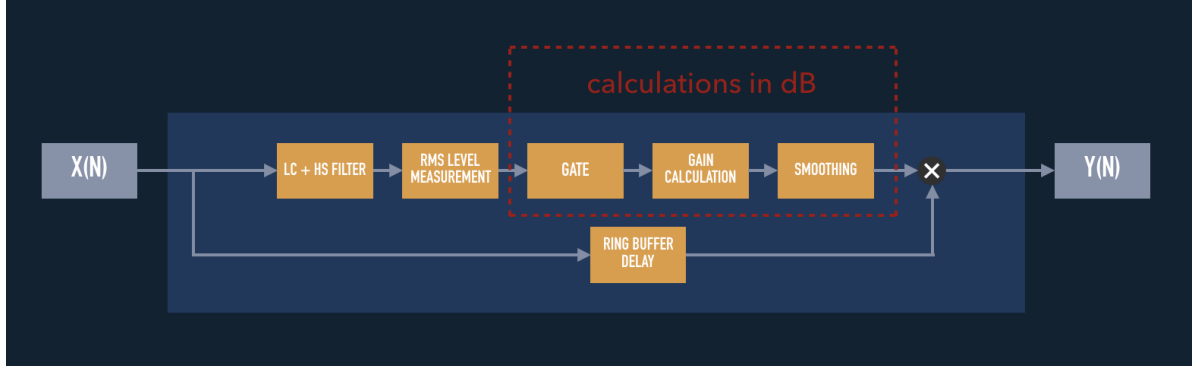 calculations in dB
X(N)
LC + HS FILTER
RMS LEVEL
MEASUREMENT
GATE
GAIN
CALCULATION
SMOOTHING
Y(N)
RING BUFFER
DELAY